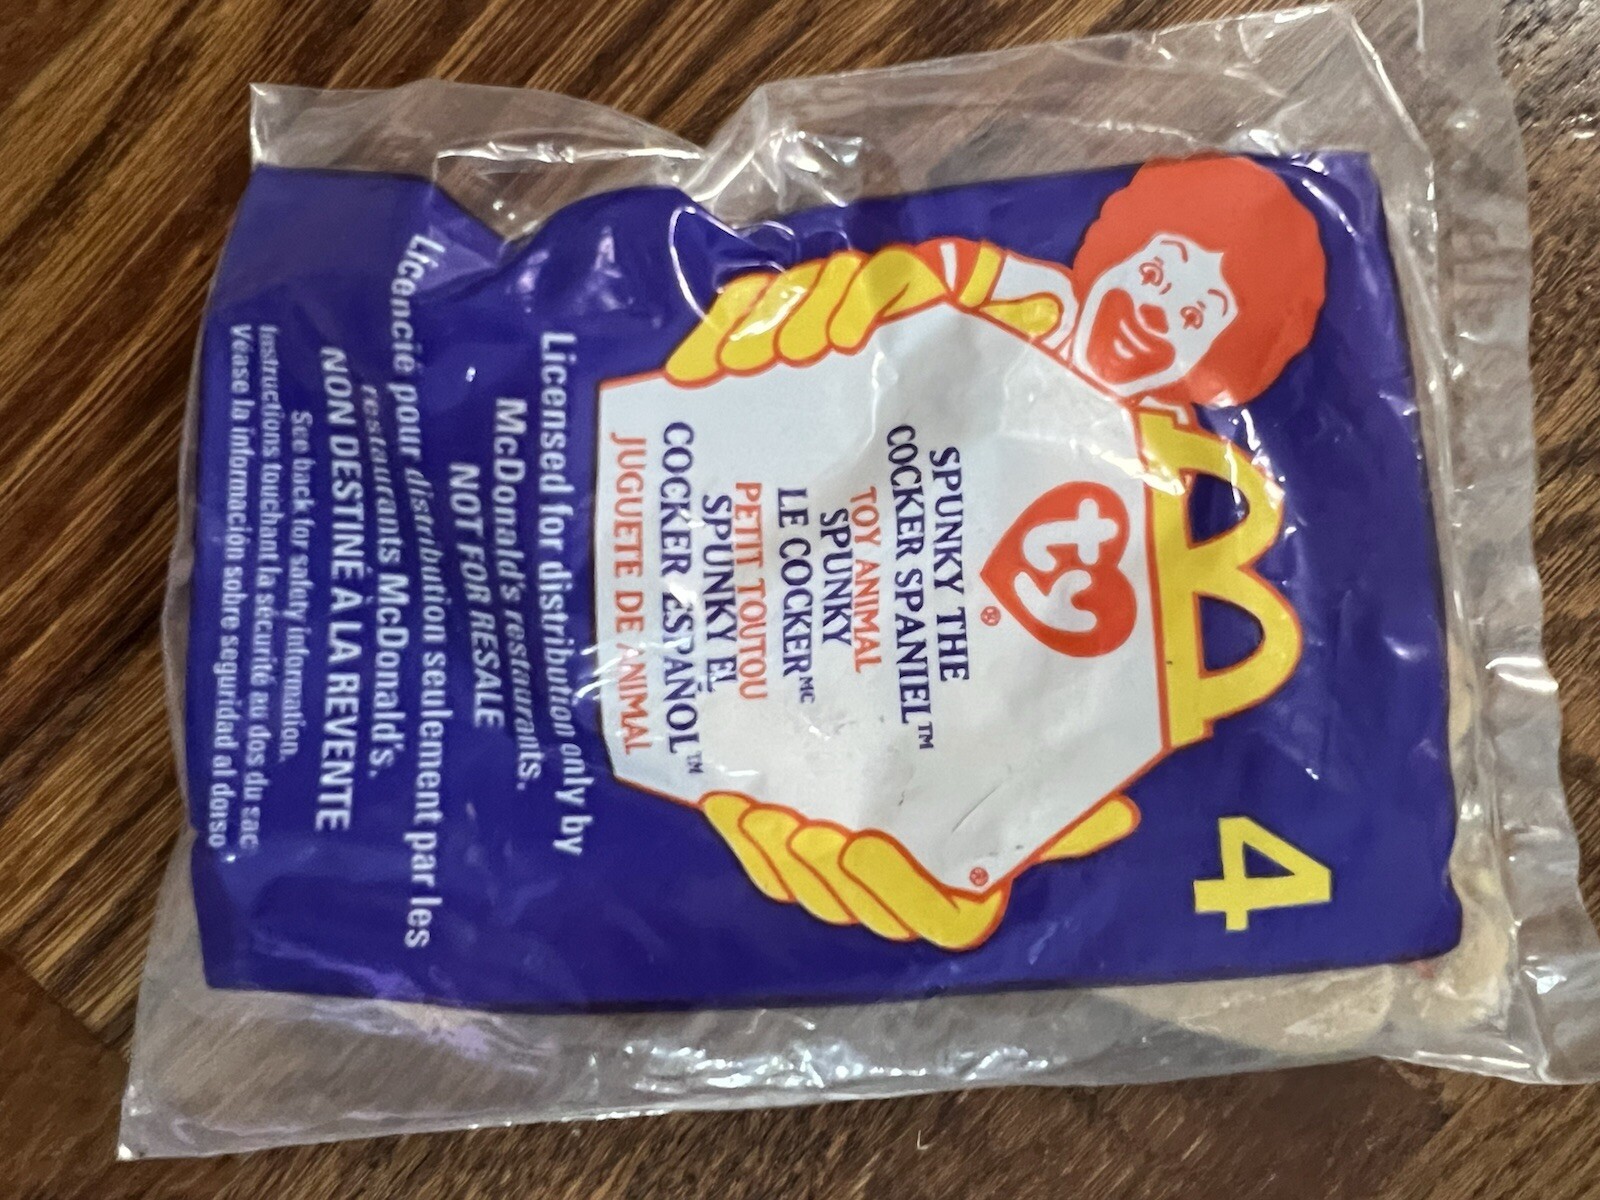 4
ty
®
SPUNKY THE
COCKER SPANIEL™
TOY ANIMAL
SPUNKY
LE COCKERᴹᶜ
PETIT TOUTOU
SPUNKY EL
COCKER ESPAÑOL™
JUGUETE DE ANIMAL
®
Licensed for distribution only by
McDonald's restaurants.
NOT FOR RESALE
Licencié pour distribution seulement par les
restaurants McDonald's.
NON DESTINÉ À LA REVENTE
See back for safety information.
Instructions touchant la sécurité au dos du sac.
Véase la información sobre seguridad al dorso.